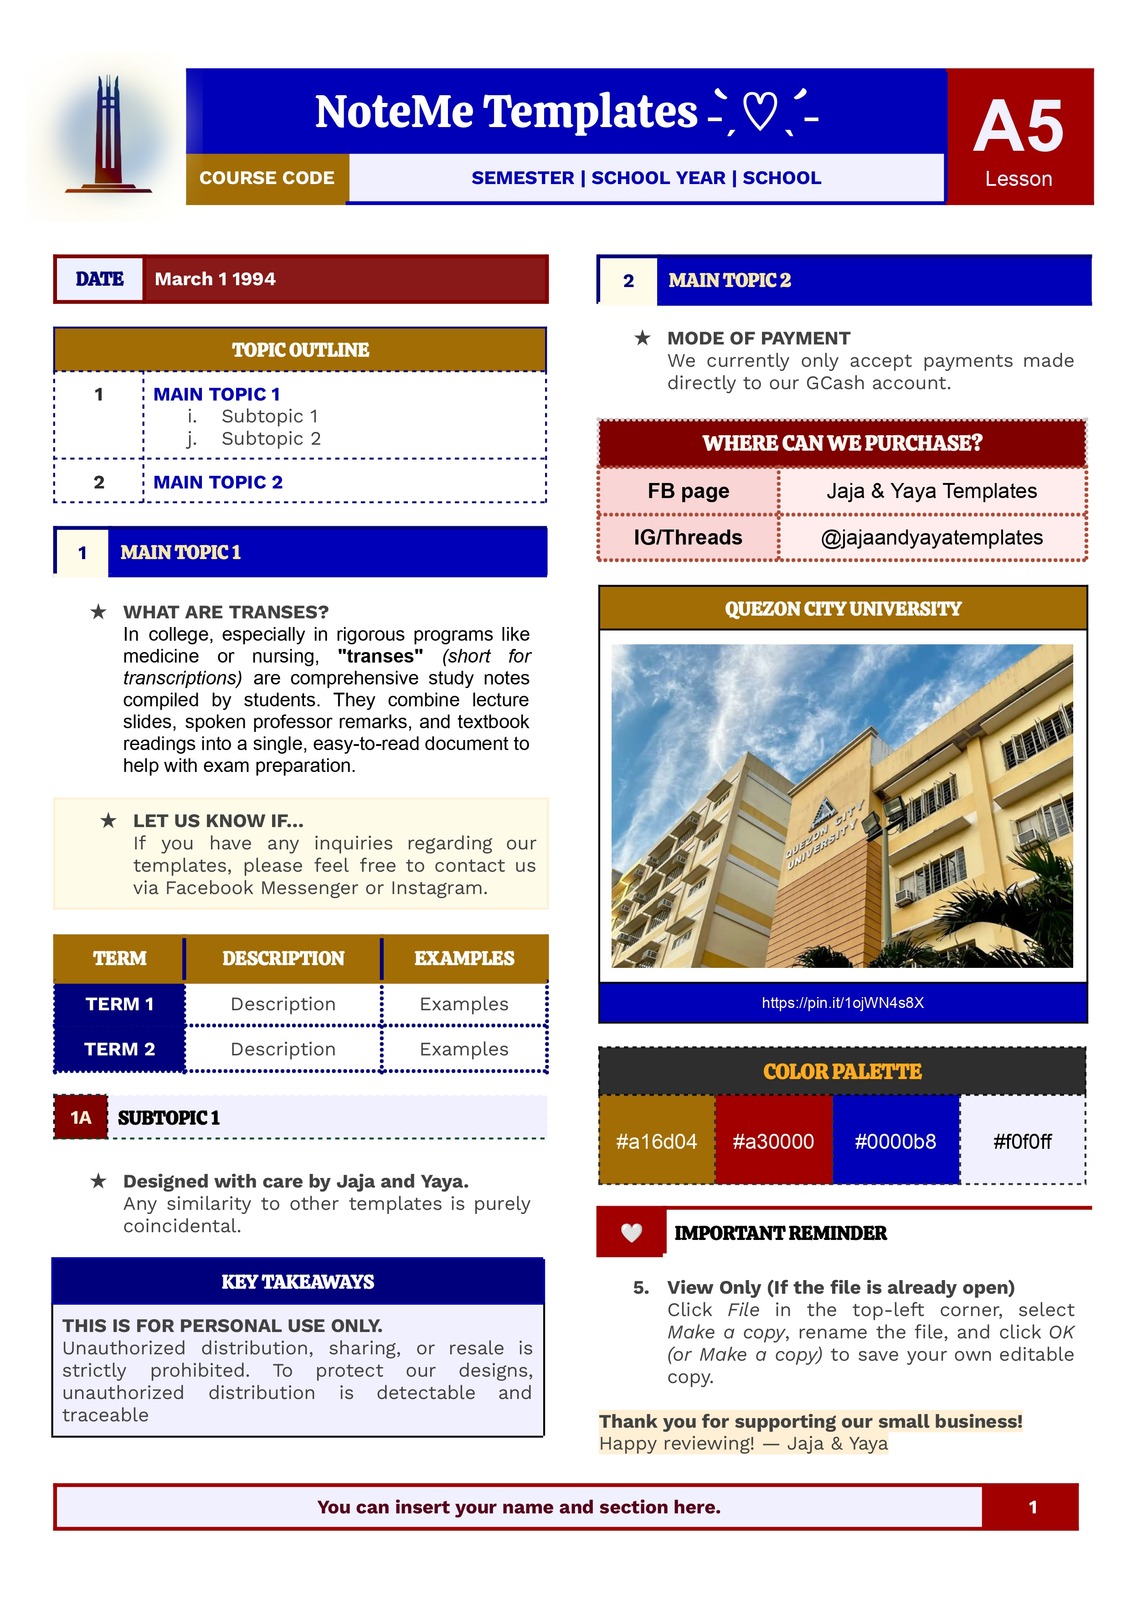 NoteMe Templates -ˋˏ ♡ ˎˊ-
COURSE CODE
SEMESTER | SCHOOL YEAR | SCHOOL
A5
Lesson
DATE
March 1 1994
TOPIC OUTLINE
1
MAIN TOPIC 1
i. Subtopic 1
j. Subtopic 2
2
MAIN TOPIC 2
1
MAIN TOPIC 1
★ WHAT ARE TRANSES?
In college, especially in rigorous programs like
medicine or nursing, "transes" (short for
transcriptions) are comprehensive study notes
compiled by students. They combine lecture
slides, spoken professor remarks, and textbook
readings into a single, easy-to-read document to
help with exam preparation.
★ LET US KNOW IF...
If you have any inquiries regarding our
templates, please feel free to contact us
via Facebook Messenger or Instagram.
TERM DESCRIPTION EXAMPLES
TERM 1 Description Examples
TERM 2 Description Examples
1A
SUBTOPIC 1
★ Designed with care by Jaja and Yaya.
Any similarity to other templates is purely
coincidental.
KEY TAKEAWAYS
THIS IS FOR PERSONAL USE ONLY.
Unauthorized distribution, sharing, or resale is
strictly prohibited. To protect our designs,
unauthorized distribution is detectable and
traceable
2
MAIN TOPIC 2
★ MODE OF PAYMENT
We currently only accept payments made
directly to our GCash account.
WHERE CAN WE PURCHASE?
FB page Jaja & Yaya Templates
IG/Threads @jajaandyayatemplates
QUEZON CITY UNIVERSITY
QUEZON CITY
UNIVERSITY
https://pin.it/1ojWN4s8X
COLOR PALETTE
#a16d04 #a30000 #0000b8 #f0f0ff
IMPORTANT REMINDER
5. View Only (If the file is already open)
Click File in the top-left corner, select
Make a copy, rename the file, and click OK
(or Make a copy) to save your own editable
copy.
Thank you for supporting our small business!
Happy reviewing! — Jaja & Yaya
You can insert your name and section here.
1